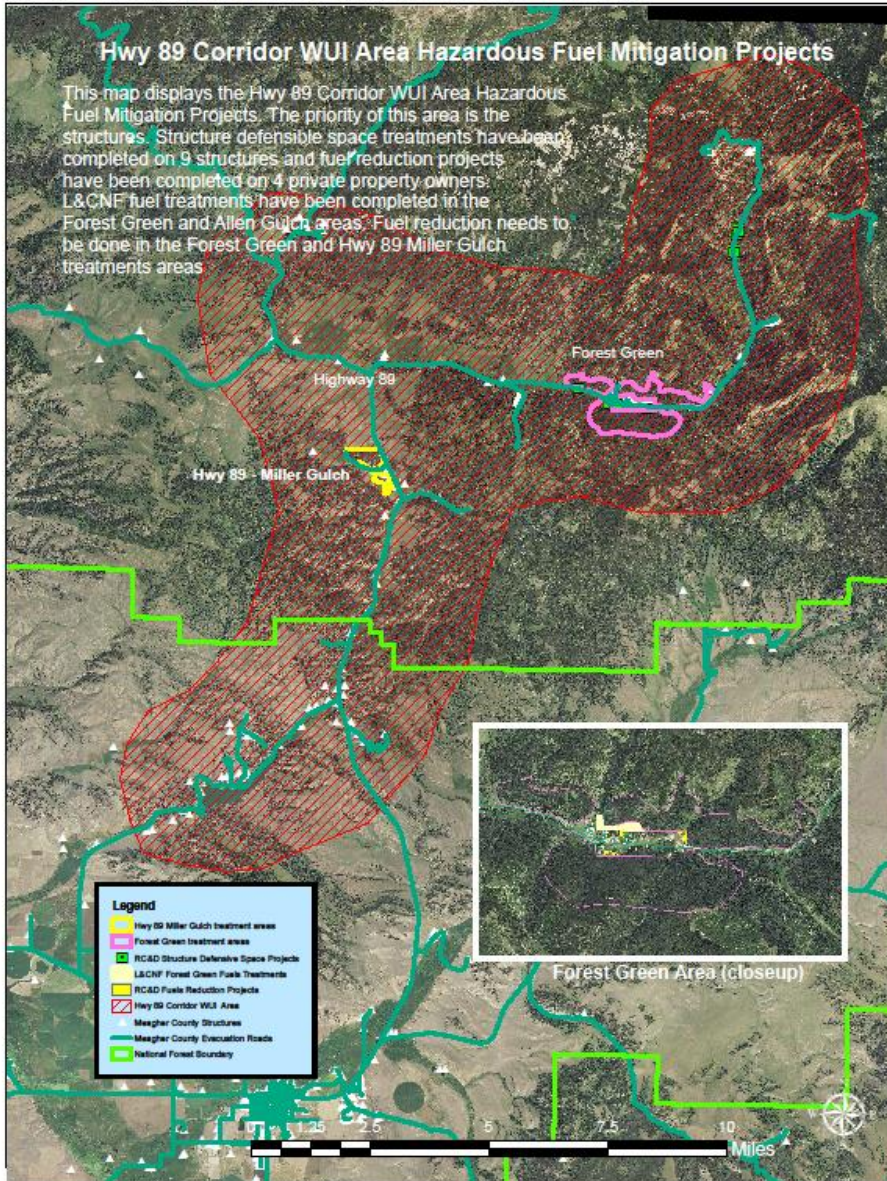 Hwy 89 Corridor WUI Area Hazardous Fuel Mitigation Projects
This map displays the Hwy 89 Corridor WUI Area Hazardous
Fuel Mitigation Projects. The priority of this area is the
structures. Structure defensible space treatments have been
completed on 9 structures and fuel reduction projects
have been completed on 4 private property owners.
L&CNF fuel treatments have been completed in the
Forest Green and Allen Gulch areas. Fuel reduction needs to
be done in the Forest Green and Hwy 89 Miller Gulch
treatments areas
Forest Green
Highway 89
Hwy 89 - Miller Gulch
Forest Green Area (closeup)
Legend
Hwy 89 Miller Gulch treatment areas
Forest Green treatment areas
RC&D Structure Defensive Space Projects
L&CNF Forest Green Fuels Treatments
RC&D Fuels Reduction Projects
Hwy 89 Corridor WUI Area
Meagher County Structures
Meagher County Evacuation Roads
National Forest Boundary
0 1.25 2.5 5 7.5 10
Miles